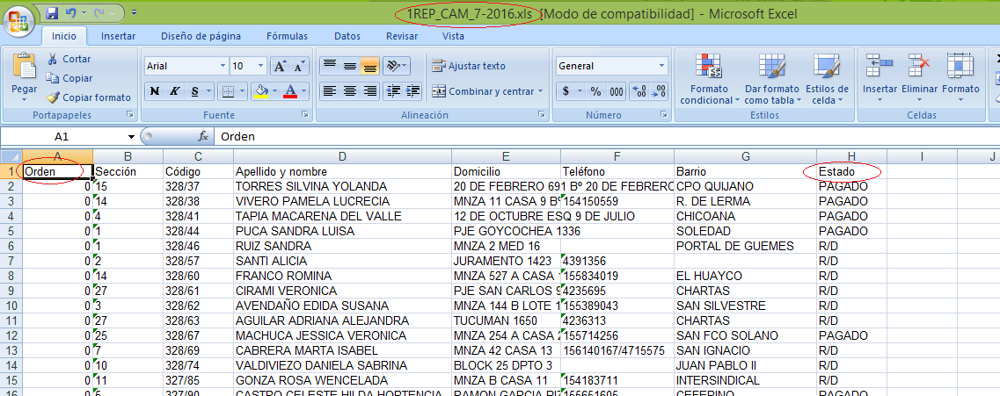 1REP_CAM_7-2016.xls [Modo de compatibilidad] - Microsoft Excel
Inicio Insertar Diseño de página Fórmulas Datos Revisar Vista
Pegar Cortar Copiar Copiar formato Portapapeles
Arial 10 A A N K S A Fuente
Ajustar texto Combinar y centrar Alineación
General $ % 000 Número
Formato condicional Dar formato como tabla Estilos de celda Estilos
Insertar Eliminar Formato Celdas
A1 fx Orden
A B C D E F G H I J
1 Orden Sección Código Apellido y nombre Domicilio Teléfono Barrio Estado
2 0 15 328/37 TORRES SILVINA YOLANDA 20 DE FEBRERO 691 Bº 20 DE FEBRERO CPO QUIJANO PAGADO
3 0 14 328/38 VIVERO PAMELA LUCRECIA MNZA 11 CASA 9 Bº 154150559 R. DE LERMA PAGADO
4 0 4 328/41 TAPIA MACARENA DEL VALLE 12 DE OCTUBRE ESQ 9 DE JULIO CHICOANA PAGADO
5 0 1 328/44 PUCA SANDRA LUISA PJE GOYCOCHEA 1336 SOLEDAD PAGADO
6 0 1 328/46 RUIZ SANDRA MNZA 2 MED 16 PORTAL DE GUEMES R/D
7 0 2 328/57 SANTI ALICIA JURAMENTO 1423 4391356 R/D
8 0 14 328/60 FRANCO ROMINA MNZA 527 A CASA 155834019 EL HUAYCO R/D
9 0 27 328/61 CIRAMI VERONICA PJE SAN CARLOS 4235695 CHARTAS R/D
10 0 3 328/62 AVENDAÑO EDIDA SUSANA MNZA 144 B LOTE 155389043 SAN SILVESTRE R/D
11 0 27 328/63 AGUILAR ADRIANA ALEJANDRA TUCUMAN 1650 4236313 CHARTAS R/D
12 0 25 328/67 MACHUCA JESSICA VERONICA MNZA 254 A CASA 155714256 SAN FCO SOLANO PAGADO
13 0 7 328/69 CABRERA MARTA ISABEL MNZA 42 CASA 13 156140167/4715575 SAN IGNACIO R/D
14 0 10 328/74 VALDIVIEZO DANIELA SABRINA BLOCK 25 DPTO 3 JUAN PABLO II R/D
15 0 11 327/85 GONZA ROSA WENCELADA MNZA B CASA 11 154183711 INTERSINDICAL R/D
16 0 5 327/90 CASTRO CELESTE HILDA HORTENCIA RAMON GARCIA 155651605 CEFERINO PAGADO